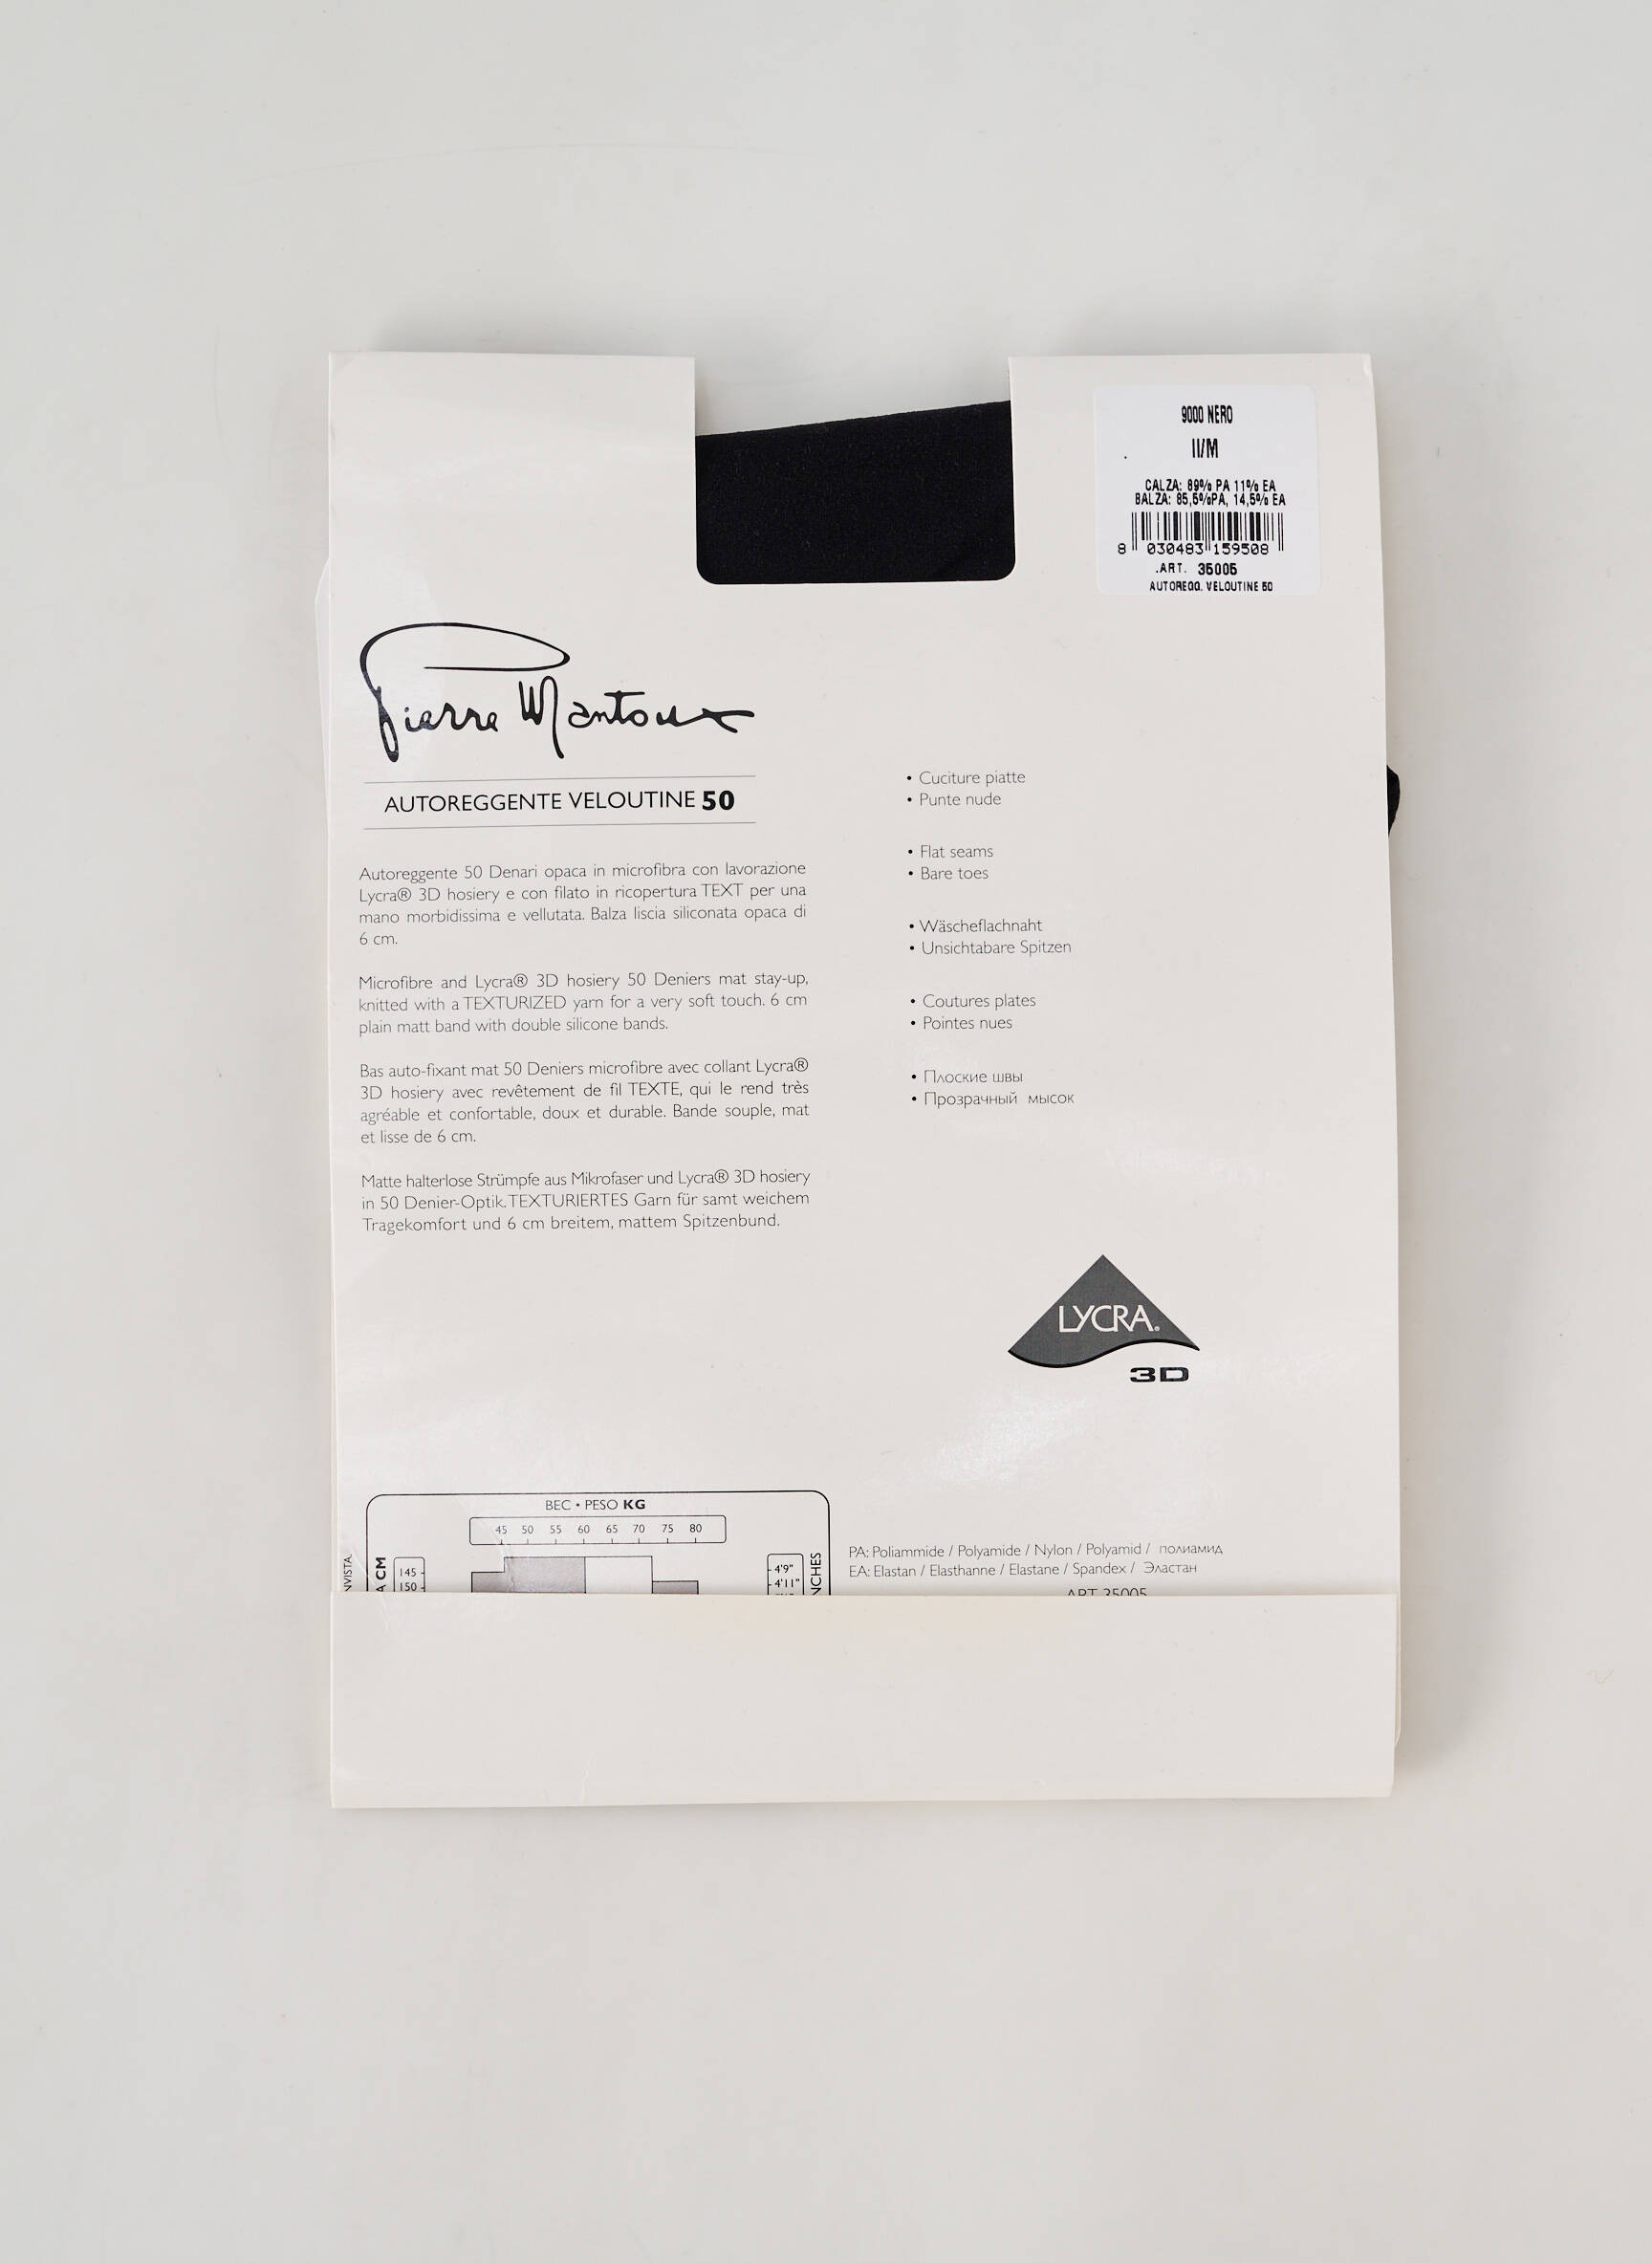 9000 NERO
II/M
CALZA: 89% PA 11% EA
BALZA: 85,5%PA, 14,5% EA
8 030483 159508
.ART. 35005
AUTOREGG. VELOUTINE 50
Pierre Mantoux
AUTOREGGENTE VELOUTINE 50
Autoreggente 50 Denari opaca in microfibra con lavorazione
Lycra® 3D hosiery e con filato in ricopertura TEXT per una
mano morbidissima e vellutata. Balza liscia siliconata opaca di
6 cm.
Microfibre and Lycra® 3D hosiery 50 Deniers mat stay-up,
knitted with a TEXTURIZED yarn for a very soft touch. 6 cm
plain matt band with double silicone bands.
Bas auto-fixant mat 50 Deniers microfibre avec collant Lycra®
3D hosiery avec revêtement de fil TEXTE, qui le rend très
agréable et confortable, doux et durable. Bande souple, mat
et lisse de 6 cm.
Matte halterlose Strümpfe aus Mikrofaser und Lycra® 3D hosiery
in 50 Denier-Optik. TEXTURIERTES Garn für samt weichem
Tragekomfort und 6 cm breitem, mattem Spitzenbund.
• Cuciture piatte
• Punte nude
• Flat seams
• Bare toes
• Wäscheflachnaht
• Unsichtabare Spitzen
• Coutures plates
• Pointes nues
• Плоские швы
• Прозрачный мысок
LYCRA®
3D
ВЕС • PESO KG
45 50 55 60 65 70 75 80
A CM
145
150
4'9"
4'11"
NCHES
NVISTA
PA: Poliammide / Polyamide / Nylon / Polyamid / полиамид
EA: Elastan / Elasthanne / Elastane / Spandex / Эластан
ART 35005